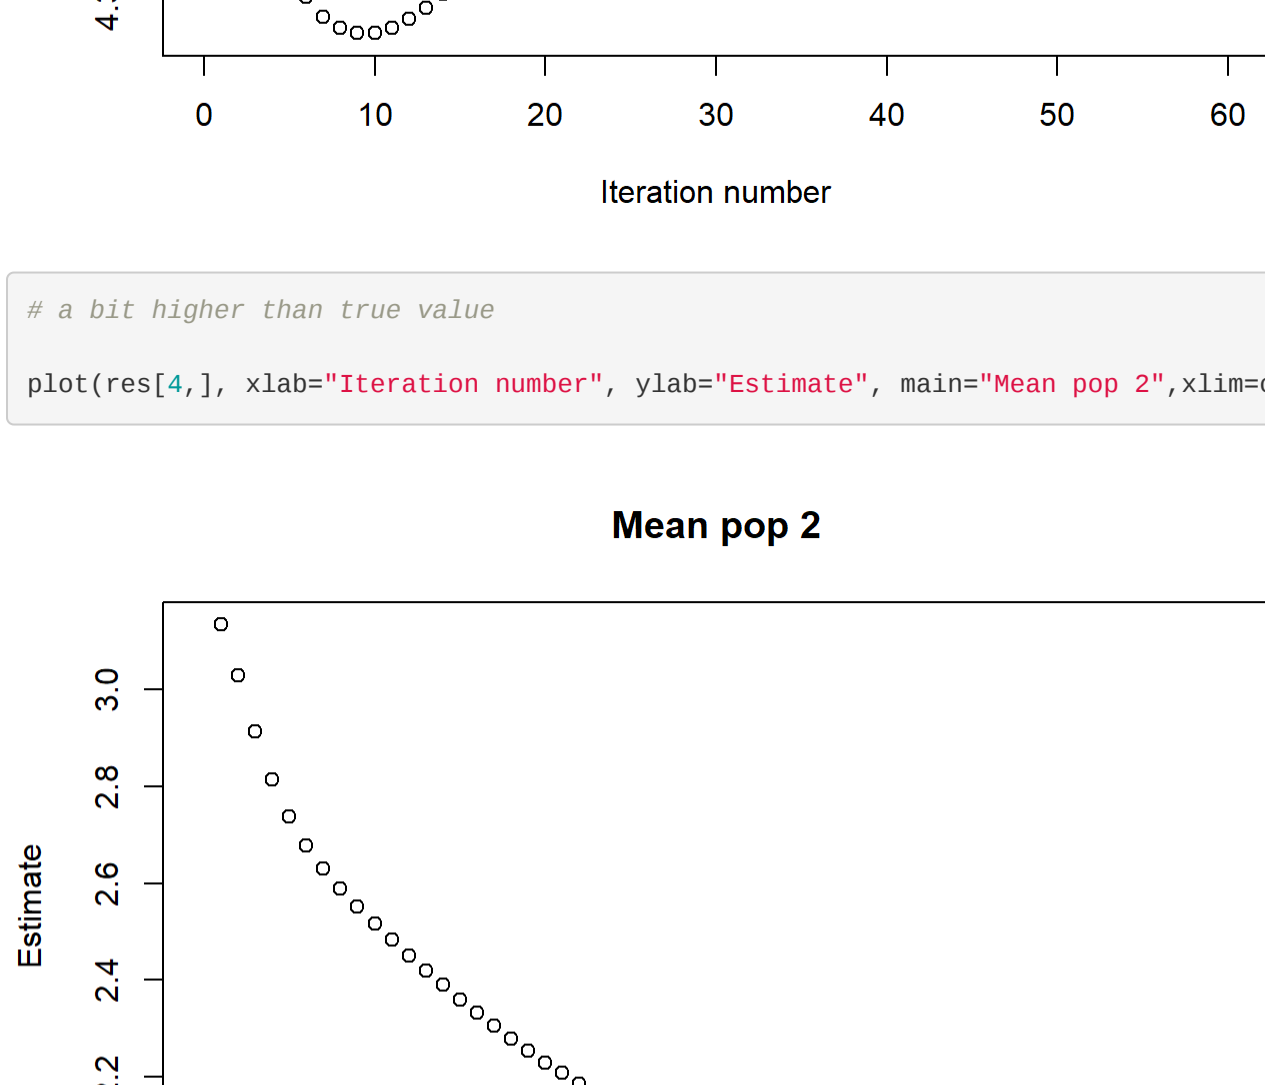 4.
0 10 20 30 40 50 60
Iteration number
# a bit higher than true value
plot(res[4,], xlab="Iteration number", ylab="Estimate", main="Mean pop 2",xlim=
Mean pop 2
3.0
2.8
2.6
2.4
.2
Estimate